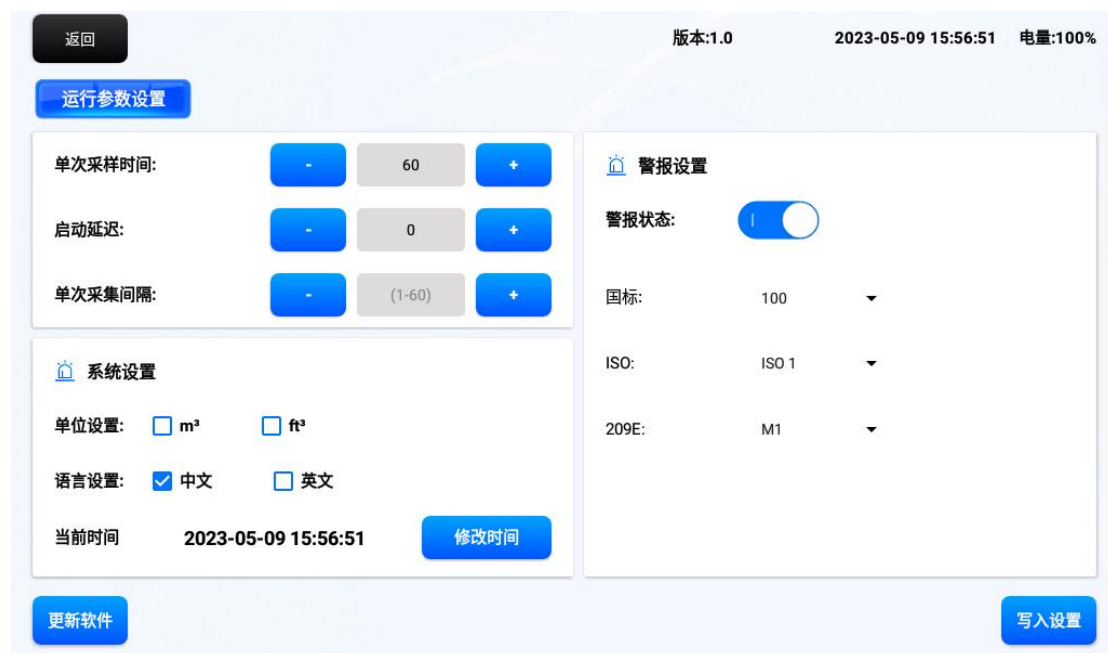 返回
版本:1.0 2023-05-09 15:56:51 电量:100%
运行参数设置
单次采样时间: - 60 +
启动延迟: - 0 +
单次采集间隔: - (1-60) +
系统设置
单位设置: m³ ft³
语言设置: 中文 英文
当前时间 2023-05-09 15:56:51 修改时间
警报设置
警报状态:
国标: 100
ISO: ISO 1
209E: M1
更新软件
写入设置